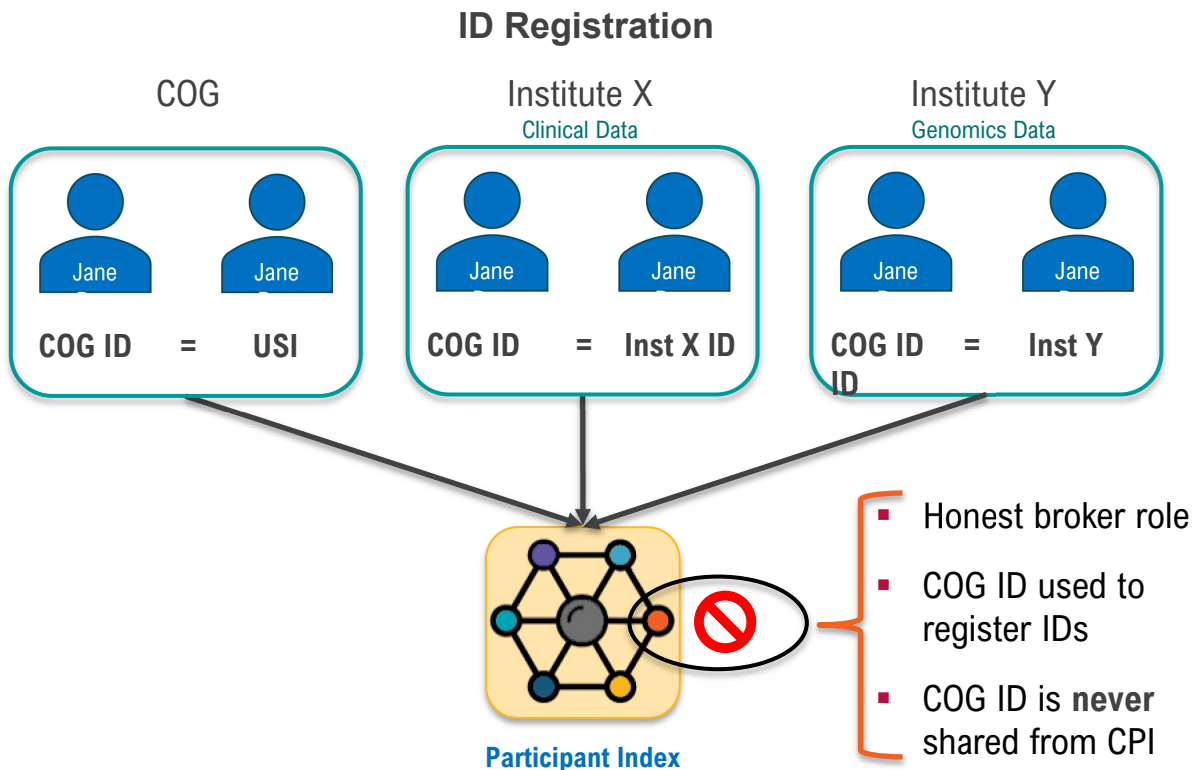 ID Registration
COG
Institute X
Clinical Data
Institute Y
Genomics Data
Jane
Jane
Jane
Jane
Jane
Jane
COG ID = USI
COG ID = Inst X ID
COG ID = Inst Y
ID
Honest broker role
COG ID used to
register IDs
COG ID is never
shared from CPI
Participant Index